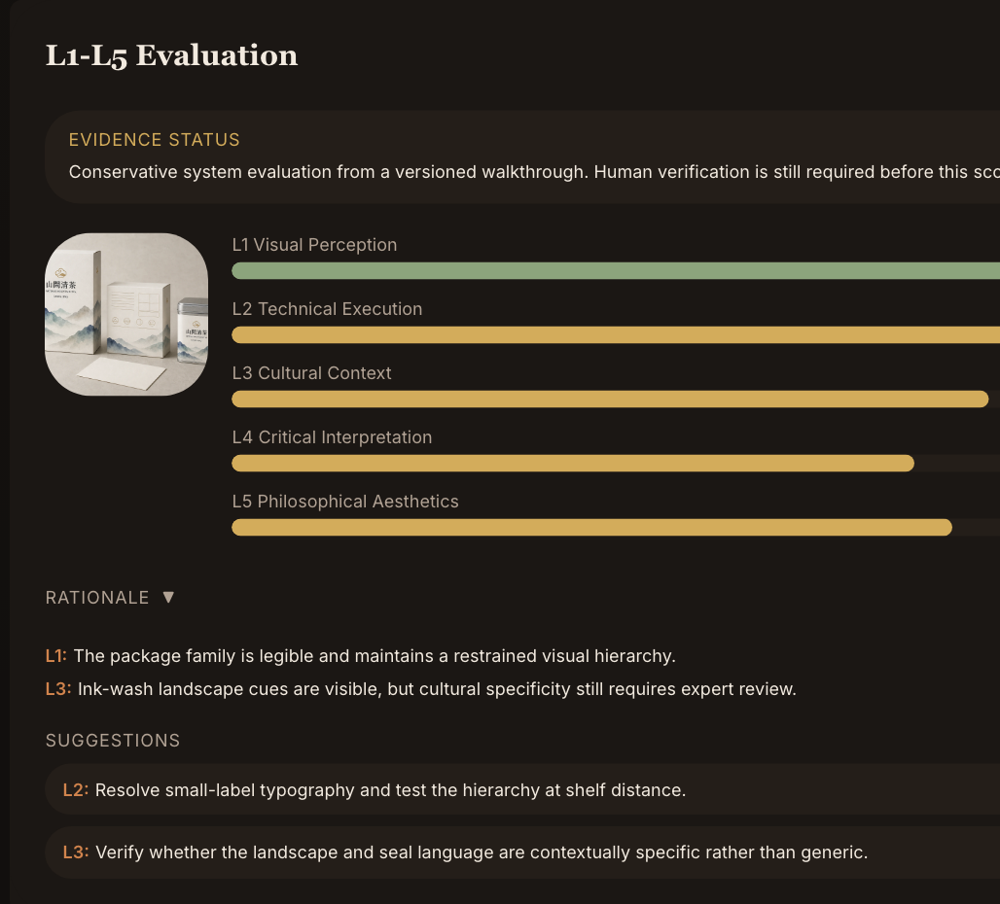 L1-L5 Evaluation
EVIDENCE STATUS
Conservative system evaluation from a versioned walkthrough. Human verification is still required before this
山間清茶
山間清茶
L1 Visual Perception
L2 Technical Execution
L3 Cultural Context
L4 Critical Interpretation
L5 Philosophical Aesthetics
RATIONALE ▼
L1: The package family is legible and maintains a restrained visual hierarchy.
L3: Ink-wash landscape cues are visible, but cultural specificity still requires expert review.
SUGGESTIONS
L2: Resolve small-label typography and test the hierarchy at shelf distance.
L3: Verify whether the landscape and seal language are contextually specific rather than generic.